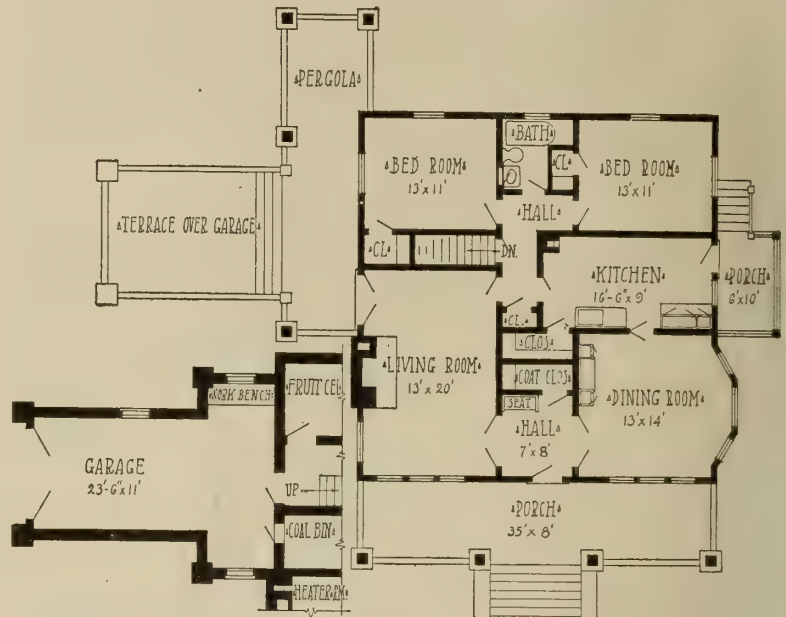 PERGOLA
BATH
BED ROOM
13'x 11'
CL
BED ROOM
13'x 11'
TERRACE OVER GARAGE
HALL
CL
DN.
KITCHEN
16'-6"x 9'
PORCH
6'x 10'
CL.
CLOS
LIVING ROOM
13'x 20'
COAT CLOS
SEAT
HALL
7'x 8'
DINING ROOM
13'x 14'
WORK BENCH
FRUIT CEL
GARAGE
23'-6"x 11'
UP
COAL BIN
HEATER RM.
PORCH
35'x 8'